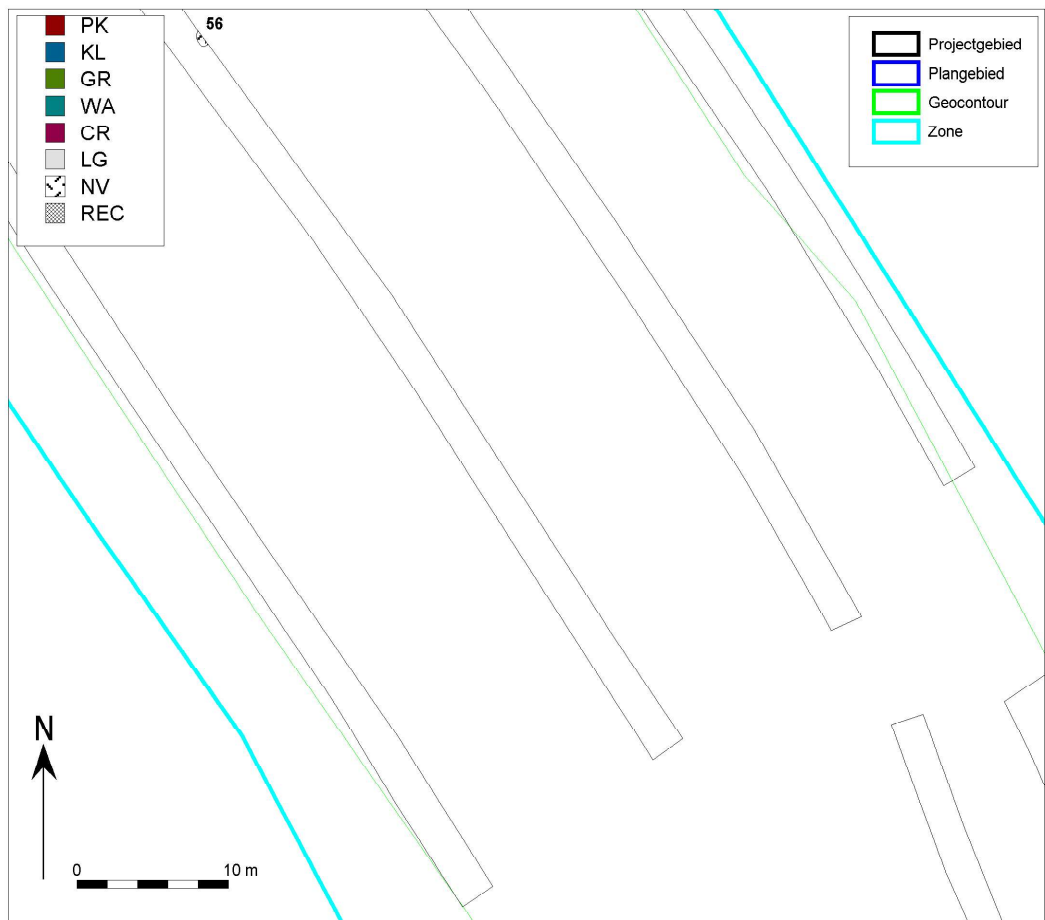 PK
KL
GR
WA
CR
LG
NV
REC
56
Projectgebied
Plangebied
Geocontour
Zone
N
0 10 m